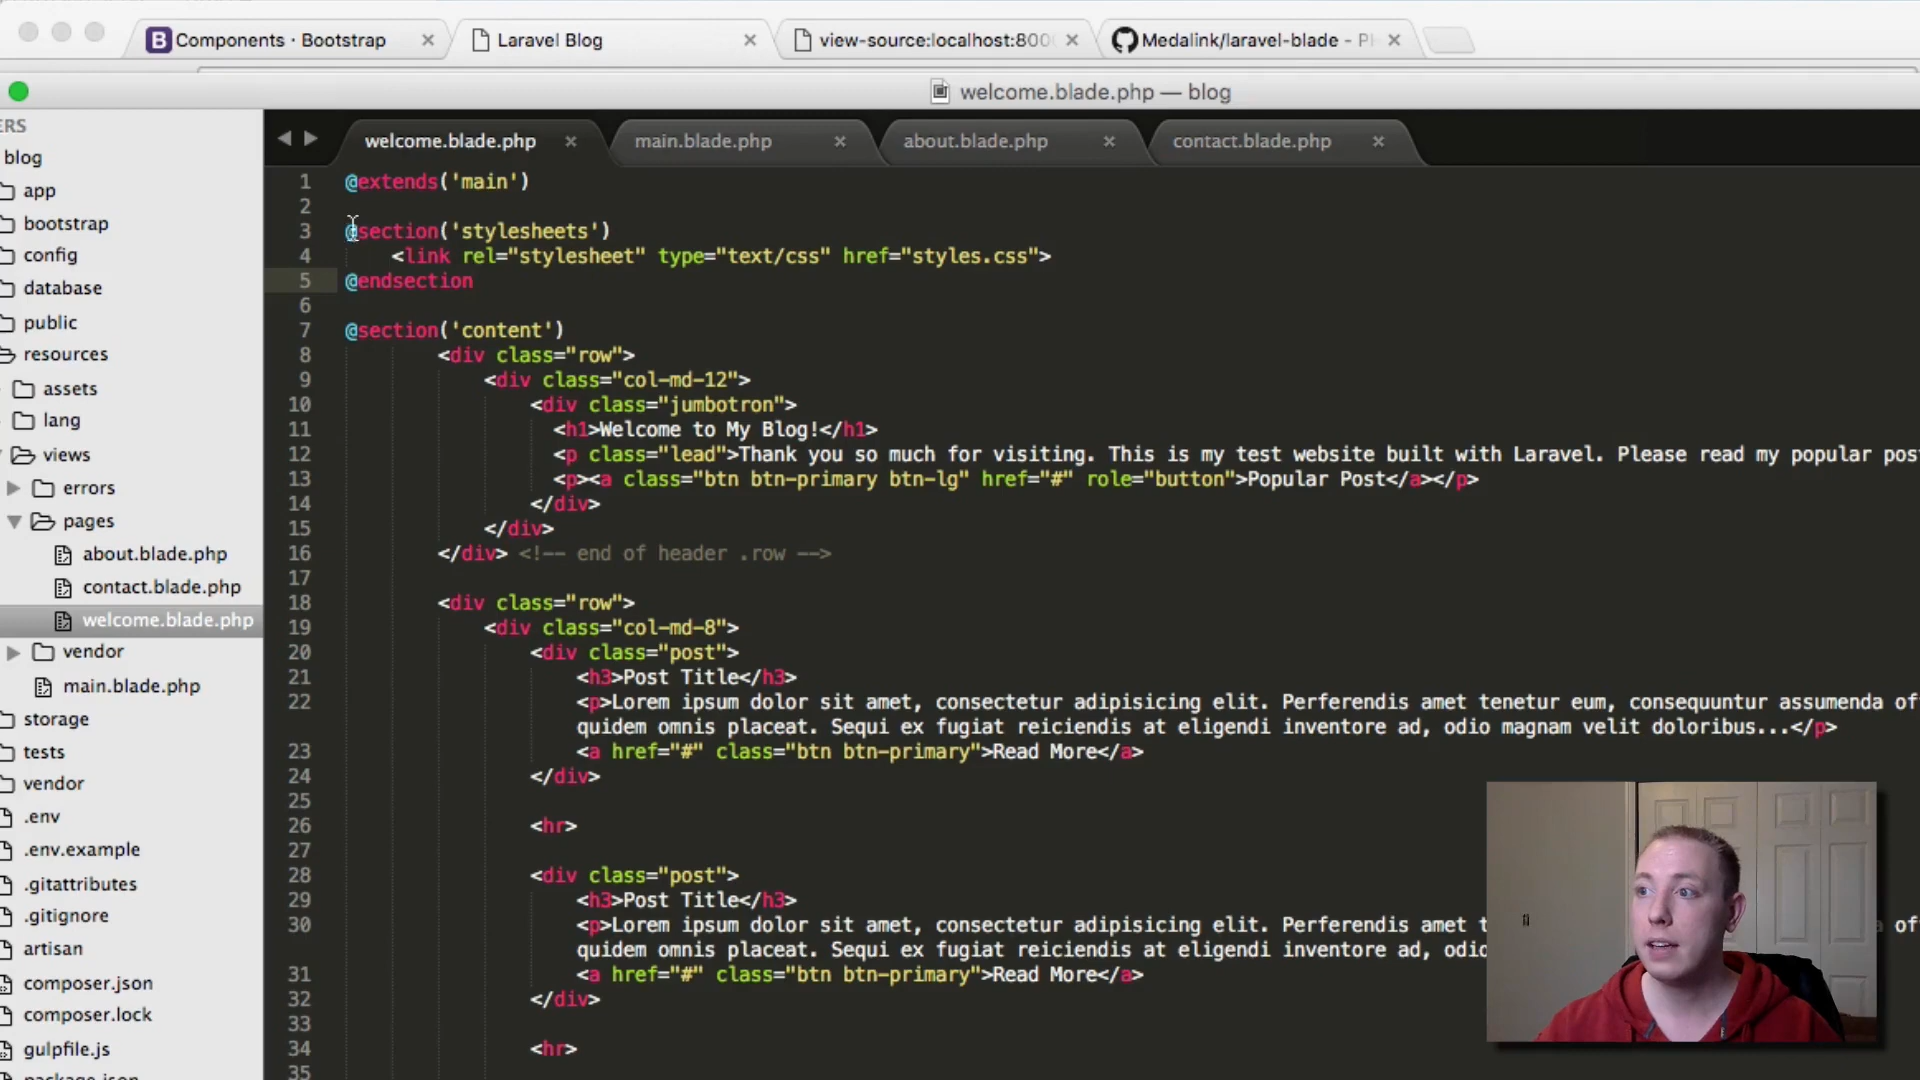 Components · Bootstrap
Laravel Blog
view-source:localhost:800
Medalink/laravel-blade - P
welcome.blade.php — blog
ERS
blog
app
bootstrap
config
database
public
resources
assets
lang
views
errors
pages
about.blade.php
contact.blade.php
welcome.blade.php
vendor
main.blade.php
storage
tests
vendor
.env
.env.example
.gitattributes
.gitignore
artisan
composer.json
composer.lock
gulpfile.js
package.json
welcome.blade.php
main.blade.php
about.blade.php
contact.blade.php
1 @extends('main')
2
3 @section('stylesheets')
4 <link rel="stylesheet" type="text/css" href="styles.css">
5 @endsection
6
7 @section('content')
8 <div class="row">
9 <div class="col-md-12">
10 <div class="jumbotron">
11 <h1>Welcome to My Blog!</h1>
12 <p class="lead">Thank you so much for visiting. This is my test website built with Laravel. Please read my popular pos
13 <p><a class="btn btn-primary btn-lg" href="#" role="button">Popular Post</a></p>
14 </div>
15 </div>
16 </div> <!-- end of header .row -->
17
18 <div class="row">
19 <div class="col-md-8">
20 <div class="post">
21 <h3>Post Title</h3>
22 <p>Lorem ipsum dolor sit amet, consectetur adipisicing elit. Perferendis amet tenetur eum, consequuntur assumenda of
quidem omnis placeat. Sequi ex fugiat reiciendis at eligendi inventore ad, odio magnam velit doloribus...</p>
23 <a href="#" class="btn btn-primary">Read More</a>
24 </div>
25
26 <hr>
27
28 <div class="post">
29 <h3>Post Title</h3>
30 <p>Lorem ipsum dolor sit amet, consectetur adipisicing elit. Perferendis amet t a of
quidem omnis placeat. Sequi ex fugiat reiciendis at eligendi inventore ad, odio
31 <a href="#" class="btn btn-primary">Read More</a>
32 </div>
33
34 <hr>
35